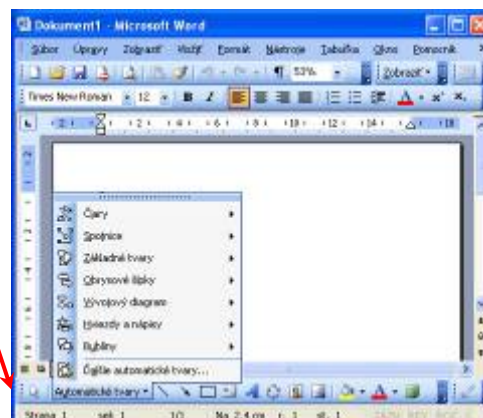 Dokument1 - Microsoft Word
Súbor Úpravy Zobraziť Vložiť Formát Nástroje Tabuľka Okno Pomocník
53% Zobraziť
Times New Roman 12 B I
Čiary
Spojnice
Základné tvary
Obrysové šípky
Vývojový diagram
Hviezdy a nápisy
Bubliny
Ďalšie automatické tvary...
Automatické tvary
Strana 1 sek 1 1/1 Na 2,4 cm r. 1 st. 1